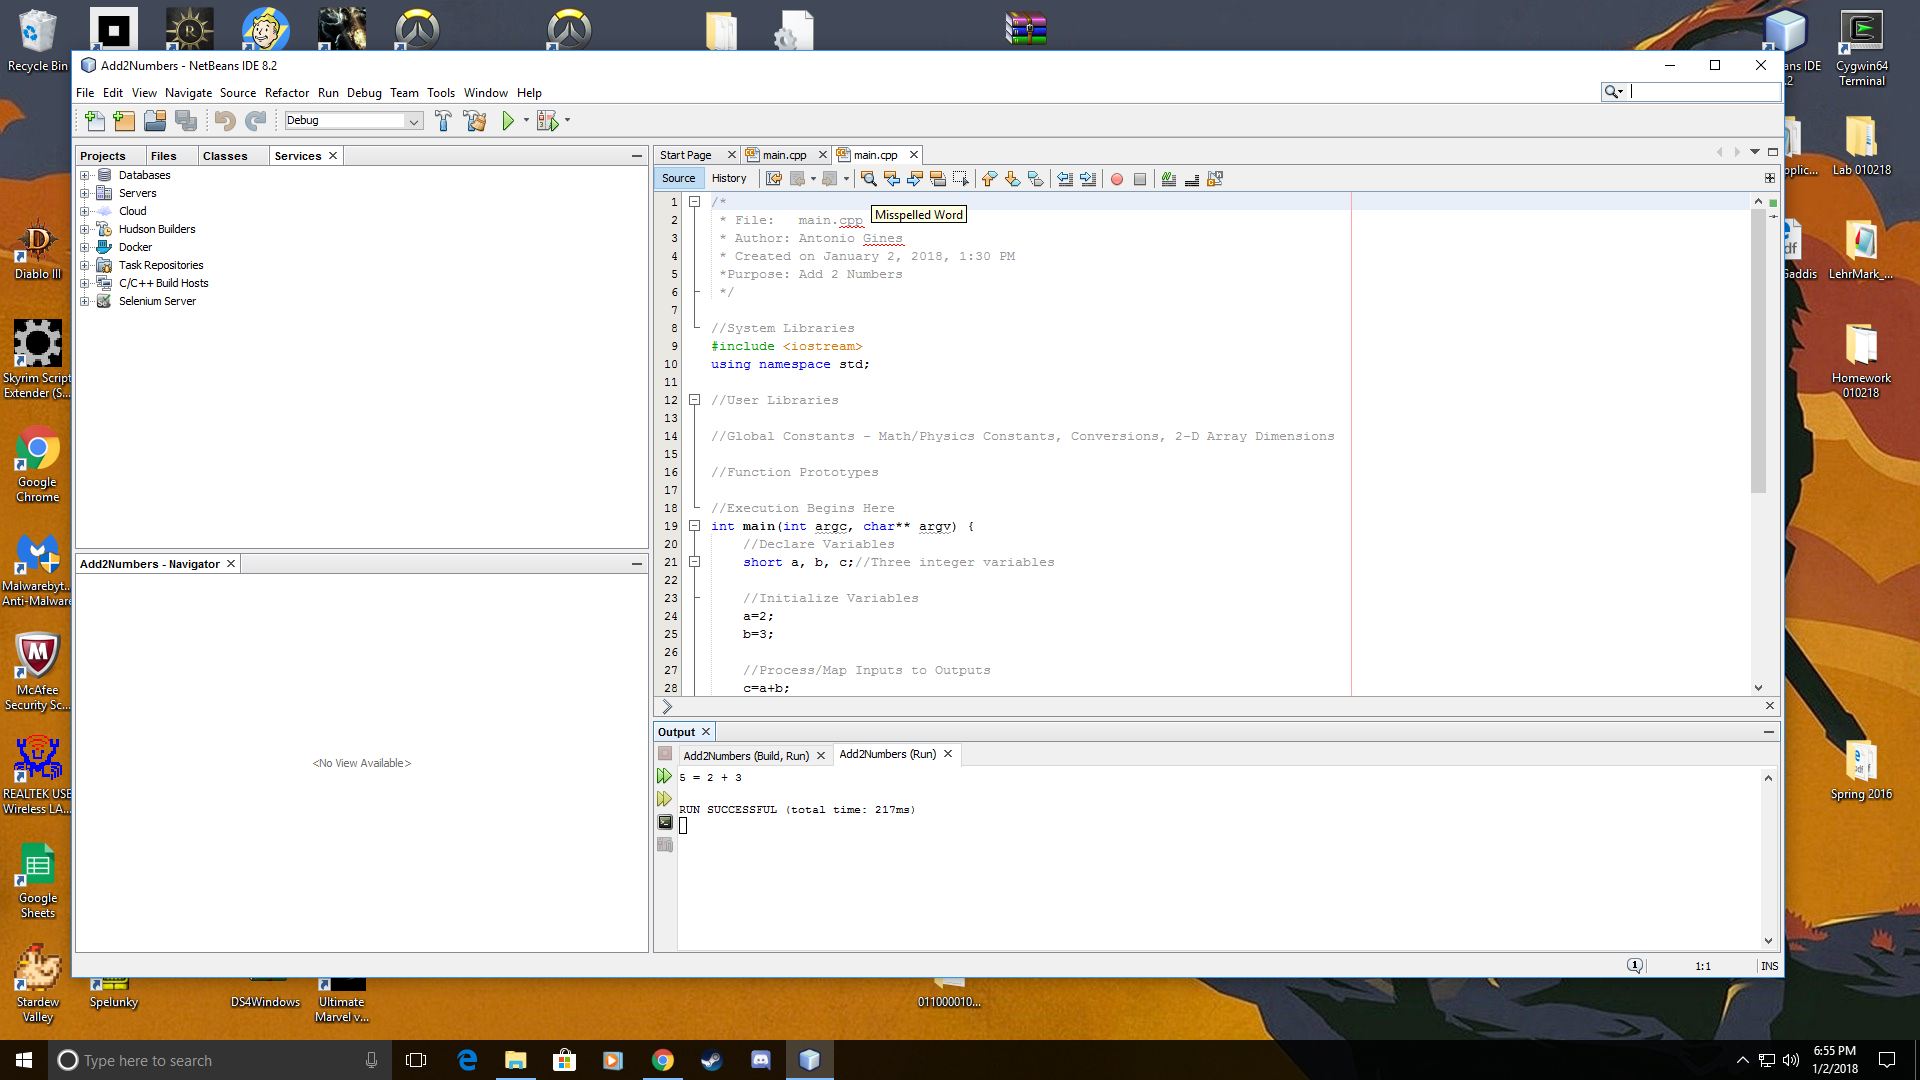 Recycle Bin
ans IDE
.2
Cygwin64
Terminal
Add2Numbers - NetBeans IDE 8.2
File Edit View Navigate Source Refactor Run Debug Team Tools Window Help
Debug
Projects Files Classes Services
Databases
Servers
Cloud
Hudson Builders
Docker
Task Repositories
C/C++ Build Hosts
Selenium Server
Add2Numbers - Navigator
<No View Available>
Start Page main.cpp main.cpp
Source History
Misspelled Word
1 /*
2 * File:   main.cpp
3 * Author: Antonio Gines
4 * Created on January 2, 2018, 1:30 PM
5 *Purpose: Add 2 Numbers
6 */
7
8 //System Libraries
9 #include <iostream>
10 using namespace std;
11
12 //User Libraries
13
14 //Global Constants - Math/Physics Constants, Conversions, 2-D Array Dimensions
15
16 //Function Prototypes
17
18 //Execution Begins Here
19 int main(int argc, char** argv) {
20 //Declare Variables
21 short a, b, c;//Three integer variables
22
23 //Initialize Variables
24 a=2;
25 b=3;
26
27 //Process/Map Inputs to Outputs
28 c=a+b;
Output
Add2Numbers (Build, Run) Add2Numbers (Run)
5 = 2 + 3
RUN SUCCESSFUL (total time: 217ms)
1:1 INS
Diablo III
Skyrim Script
Extender (S...
Google
Chrome
Malwarebyt...
Anti-Malware
McAfee
Security Sc...
REALTEK USB
Wireless LA...
Google
Sheets
Stardew
Valley
Spelunky
DS4Windows
Ultimate
Marvel v...
011000010...
plic...
Lab 010218
Gaddis
LehrMark_...
Homework
010218
Spring 2016
Type here to search
6:55 PM
1/2/2018